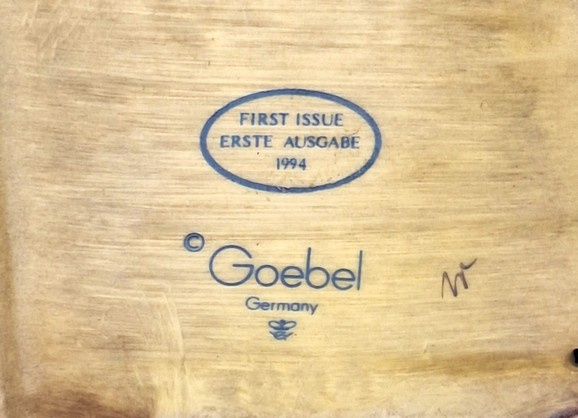 FIRST ISSUE
ERSTE AUSGABE
1994
© Goebel
Germany